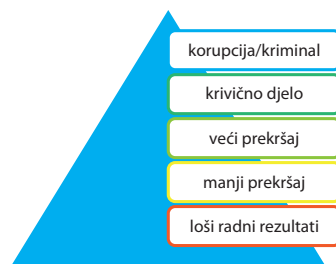 korupcija/kriminal
krivično djelo
veći prekršaj
manji prekršaj
loši radni rezultati